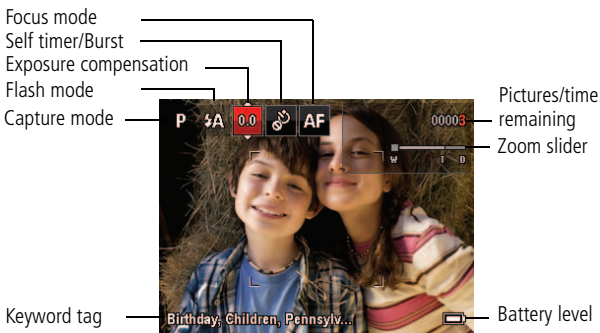 Focus mode
Self timer/Burst
Exposure compensation
Flash mode
Capture mode
P
A
0.0
AF
00003
Pictures/time
remaining
Zoom slider
W T D
Keyword tag
Birthday, Children, Pennsylv...
Battery level